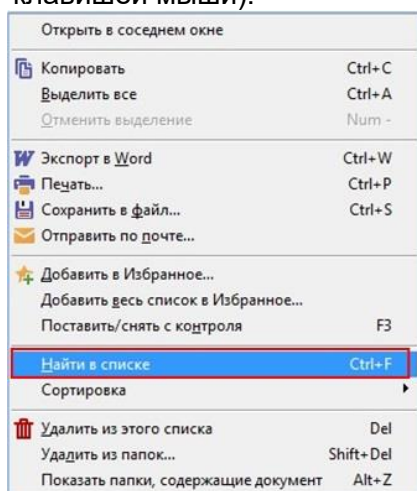 клавишей мыши).
Открыть в соседнем окне
Копировать Ctrl+C
Выделить все Ctrl+A
Отменить выделение Num -
Экспорт в Word Ctrl+W
Печать... Ctrl+P
Сохранить в файл... Ctrl+S
Отправить по почте...
Добавить в Избранное...
Добавить весь список в Избранное...
Поставить/снять с контроля F3
Найти в списке Ctrl+F
Сортировка
Удалить из этого списка Del
Удалить из папок... Shift+Del
Показать папки, содержащие документ Alt+Z